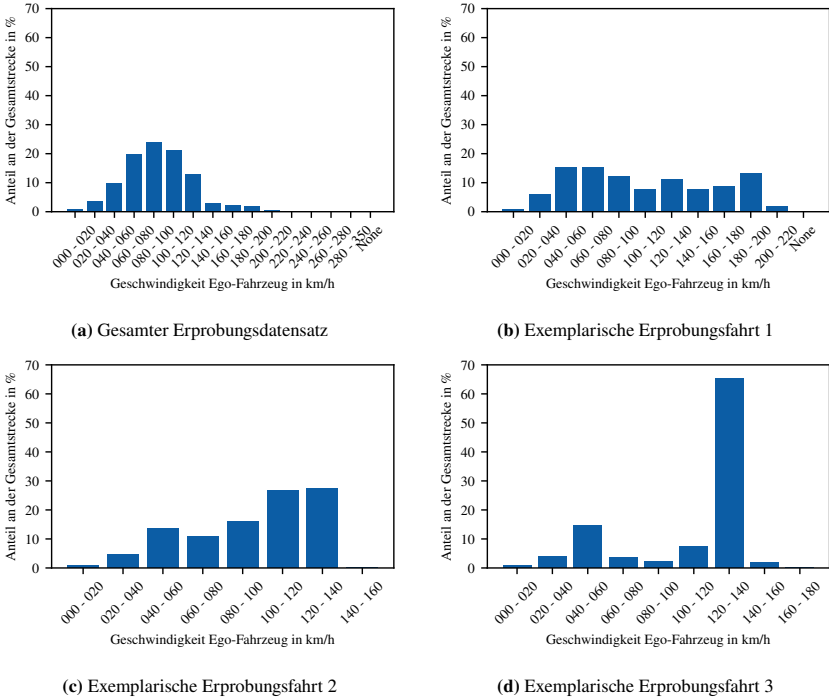 Anteil an der Gesamtstrecke in %
70
60
50
40
30
20
10
0
000 - 020
020 - 040
040 - 060
060 - 080
080 - 100
100 - 120
120 - 140
140 - 160
160 - 180
180 - 200
200 - 220
220 - 240
240 - 260
260 - 280
280 - 350
None
Geschwindigkeit Ego-Fahrzeug in km/h
(a) Gesamter Erprobungsdatensatz
Anteil an der Gesamtstrecke in %
70
60
50
40
30
20
10
0
000 - 020
020 - 040
040 - 060
060 - 080
080 - 100
100 - 120
120 - 140
140 - 160
160 - 180
180 - 200
200 - 220
None
Geschwindigkeit Ego-Fahrzeug in km/h
(b) Exemplarische Erprobungsfahrt 1
Anteil an der Gesamtstrecke in %
70
60
50
40
30
20
10
0
000 - 020
020 - 040
040 - 060
060 - 080
080 - 100
100 - 120
120 - 140
140 - 160
Geschwindigkeit Ego-Fahrzeug in km/h
(c) Exemplarische Erprobungsfahrt 2
Anteil an der Gesamtstrecke in %
70
60
50
40
30
20
10
0
000 - 020
020 - 040
040 - 060
060 - 080
080 - 100
100 - 120
120 - 140
140 - 160
160 - 180
Geschwindigkeit Ego-Fahrzeug in km/h
(d) Exemplarische Erprobungsfahrt 3